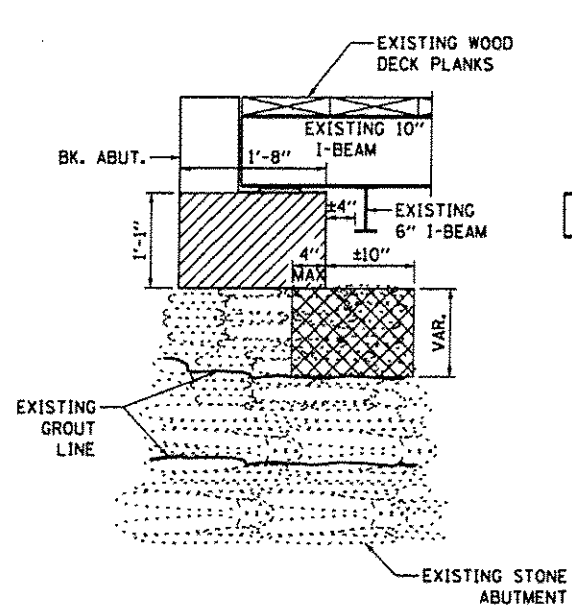 EXISTING WOOD
DECK PLANKS
EXISTING 10"
I-BEAM
BK. ABUT.
1'-8"
±4"
EXISTING
6" I-BEAM
1'-1"
4"
MAX
±10"
VAR.
EXISTING
GROUT
LINE
EXISTING STONE
ABUTMENT